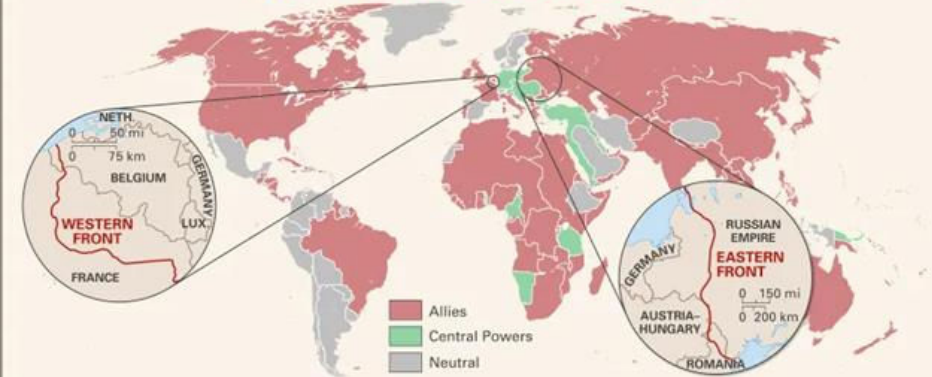 NETH.
0 50 mi
0 75 km
BELGIUM
GERMANY
LUX.
WESTERN
FRONT
FRANCE
Allies
Central Powers
Neutral
RUSSIAN
EMPIRE
EASTERN
FRONT
GERMANY
0 150 mi
0 200 km
AUSTRIA-
HUNGARY
ROMANIA